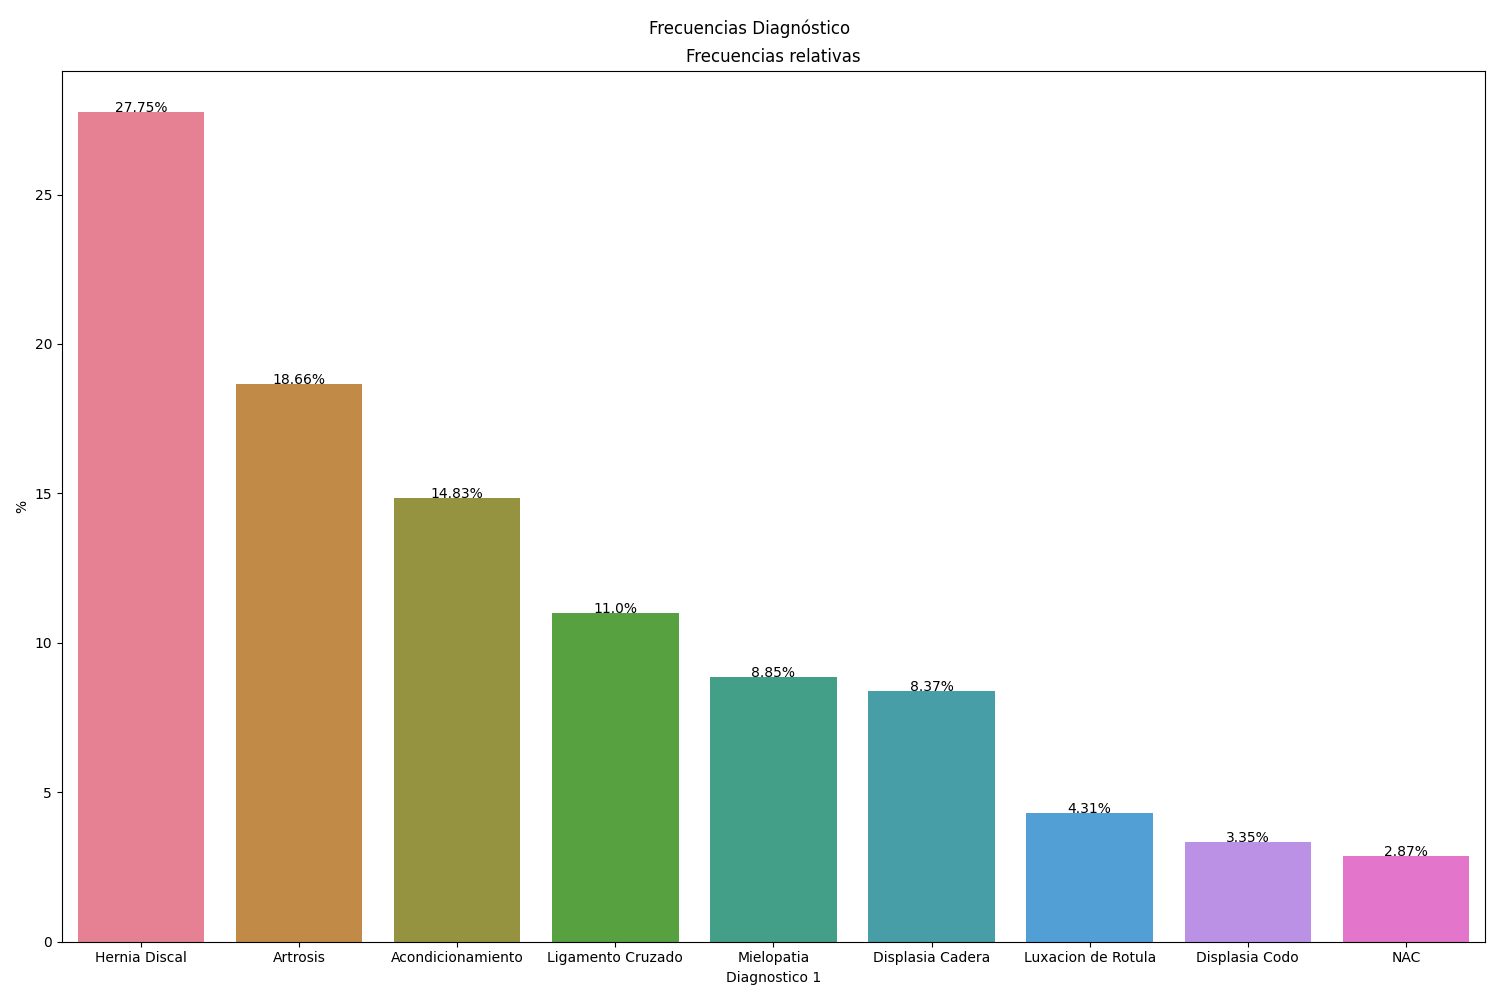 Frecuencias Diagnóstico
Frecuencias relativas
27.75%
18.66%
14.83%
11.0%
8.85%
8.37%
4.31%
3.35%
2.87%
%
25
20
15
10
5
0
Hernia Discal
Artrosis
Acondicionamiento
Ligamento Cruzado
Mielopatia
Displasia Cadera
Luxacion de Rotula
Displasia Codo
NAC
Diagnostico 1